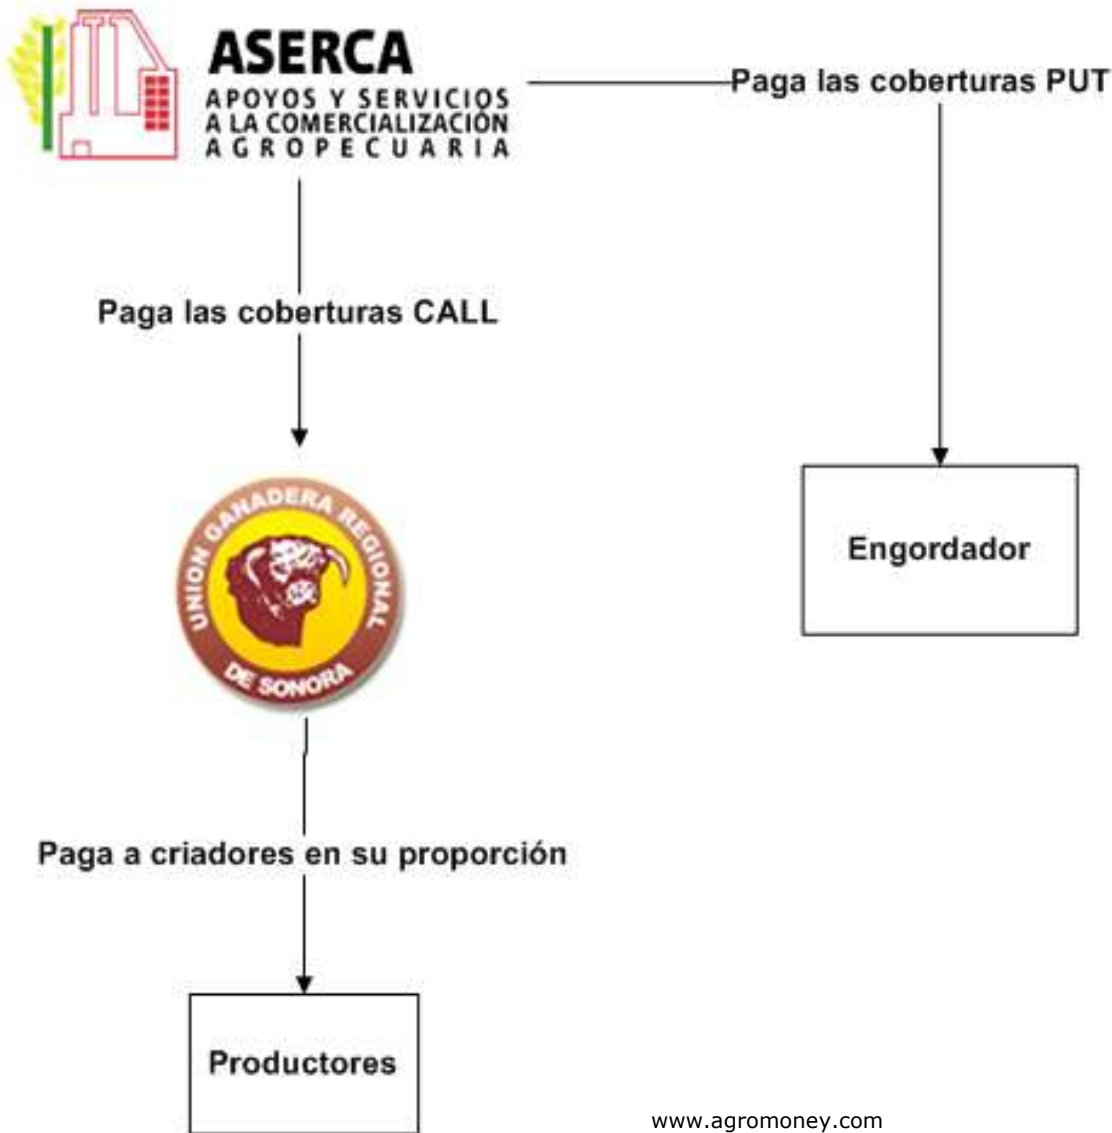 ASERCA
APOYOS Y SERVICIOS
A LA COMERCIALIZACIÓN
AGROPECUARIA
Paga las coberturas PUT
Paga las coberturas CALL
UNION GANADERA REGIONAL
DE SONORA
Engordador
Paga a criadores en su proporción
Productores
www.agromoney.com